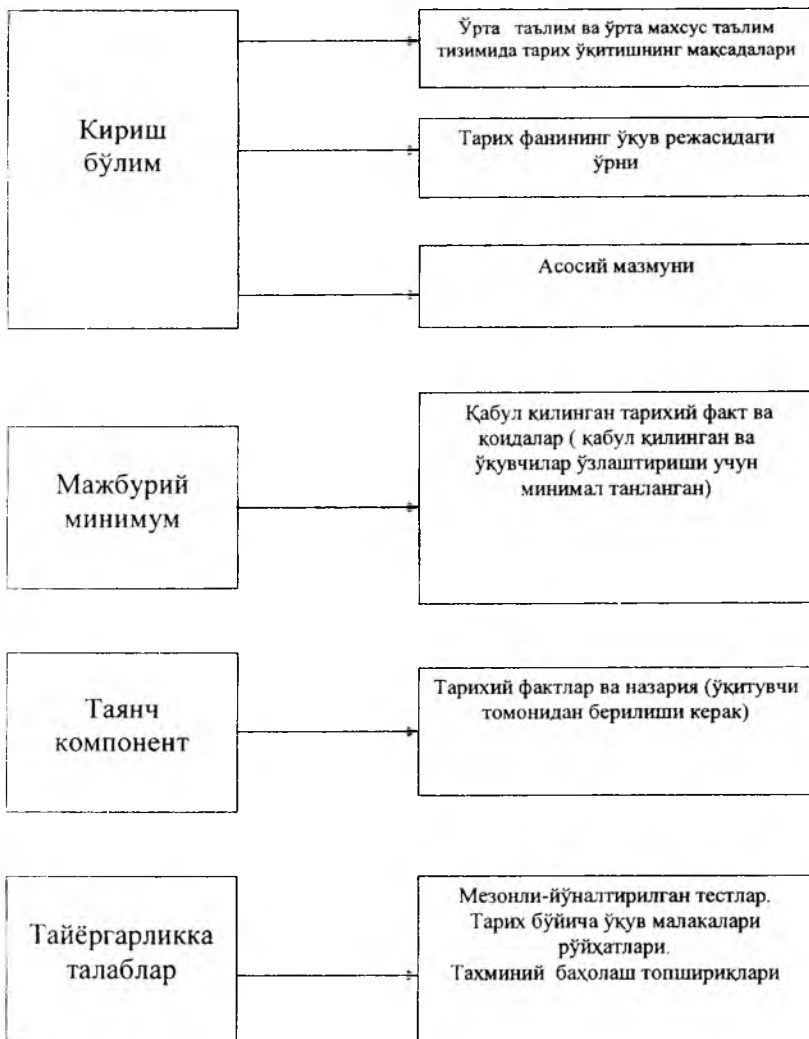 Кириш
бўлим
Ўрта таълим ва ўрта махсус таълим
тизимида тарих ўқитишнинг мақсадалари
Тарих фанининг ўқув режасидаги
ўрни
Асосий мазмуни
Мажбурий
минимум
Қабул қилинган тарихий факт ва
қоидалар ( қабул қилинган ва
ўқувчилар ўзлаштириши учун
минимал танланган)
Таянч
компонент
Тарихий фактлар ва назария (ўқитувчи
томонидан берилиши керак)
Тайёргарликка
талаблар
Мезонли-йўналтирилган тестлар.
Тарих бўйича ўқув малакалари
рўйҳатлари.
Тахминий баҳолаш топшириқлари